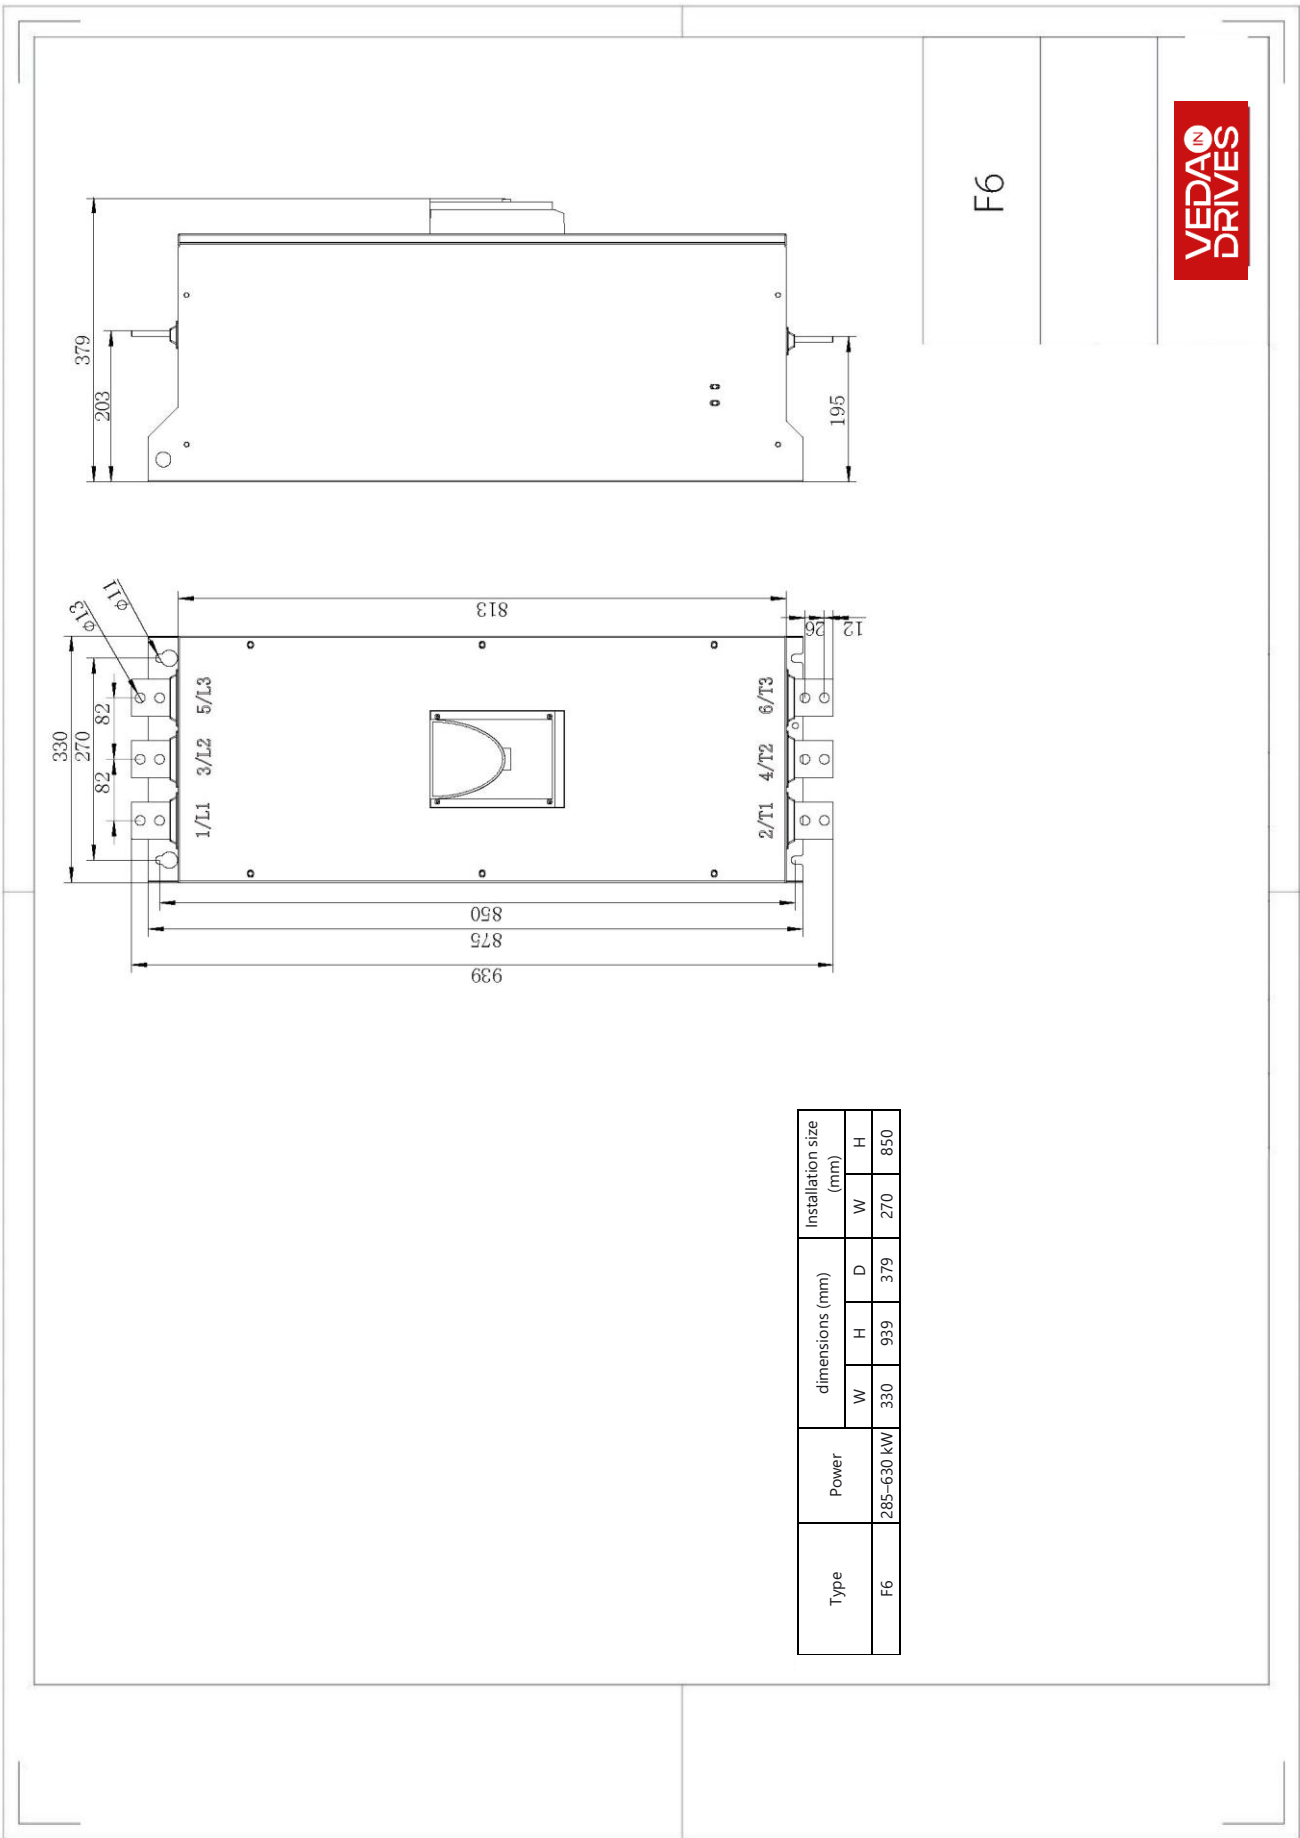 379
203
195
ø13
ø11
330
270
82
82
1/L1
3/L2
5/L3
2/T1
4/T2
6/T3
813
26
12
850
875
939
Type Power dimensions (mm) Installation size
(mm)
W H D W H
F6 285–630 kW 330 939 379 270 850
F6
VEDA IN
DRIVES